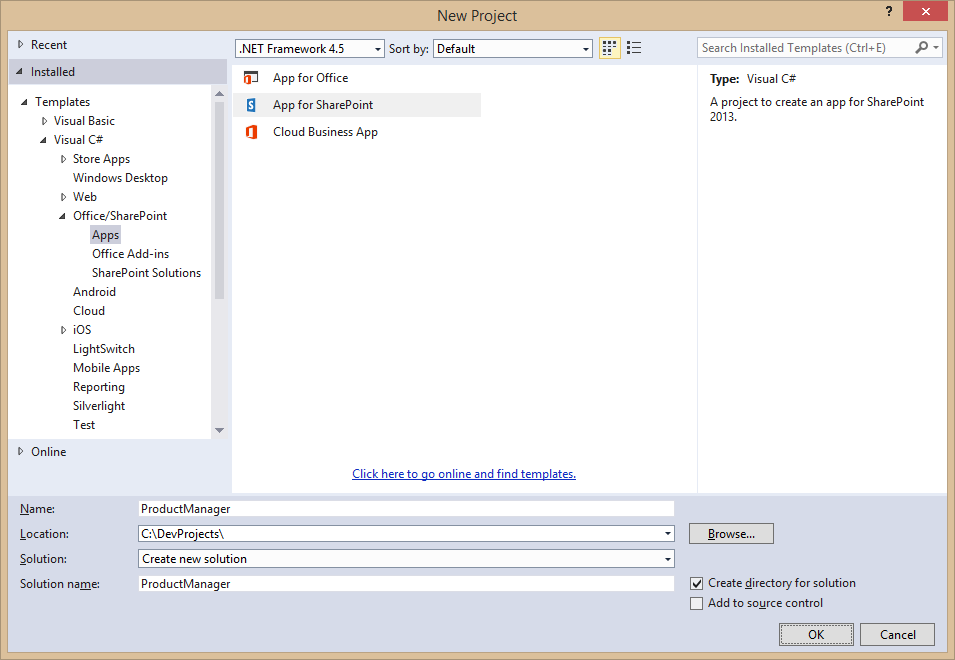 New Project
?
Recent
.NET Framework 4.5
Sort by:
Default
Search Installed Templates (Ctrl+E)
Installed
Templates
Visual Basic
Visual C#
Store Apps
Windows Desktop
Web
Office/SharePoint
Apps
Office Add-ins
SharePoint Solutions
Android
Cloud
iOS
LightSwitch
Mobile Apps
Reporting
Silverlight
Test
Online
App for Office
App for SharePoint
Cloud Business App
Click here to go online and find templates.
Type: Visual C#
A project to create an app for SharePoint
2013.
Name: ProductManager
Location: C:\DevProjects\
Browse...
Solution: Create new solution
Solution name: ProductManager
Create directory for solution
Add to source control
OK
Cancel